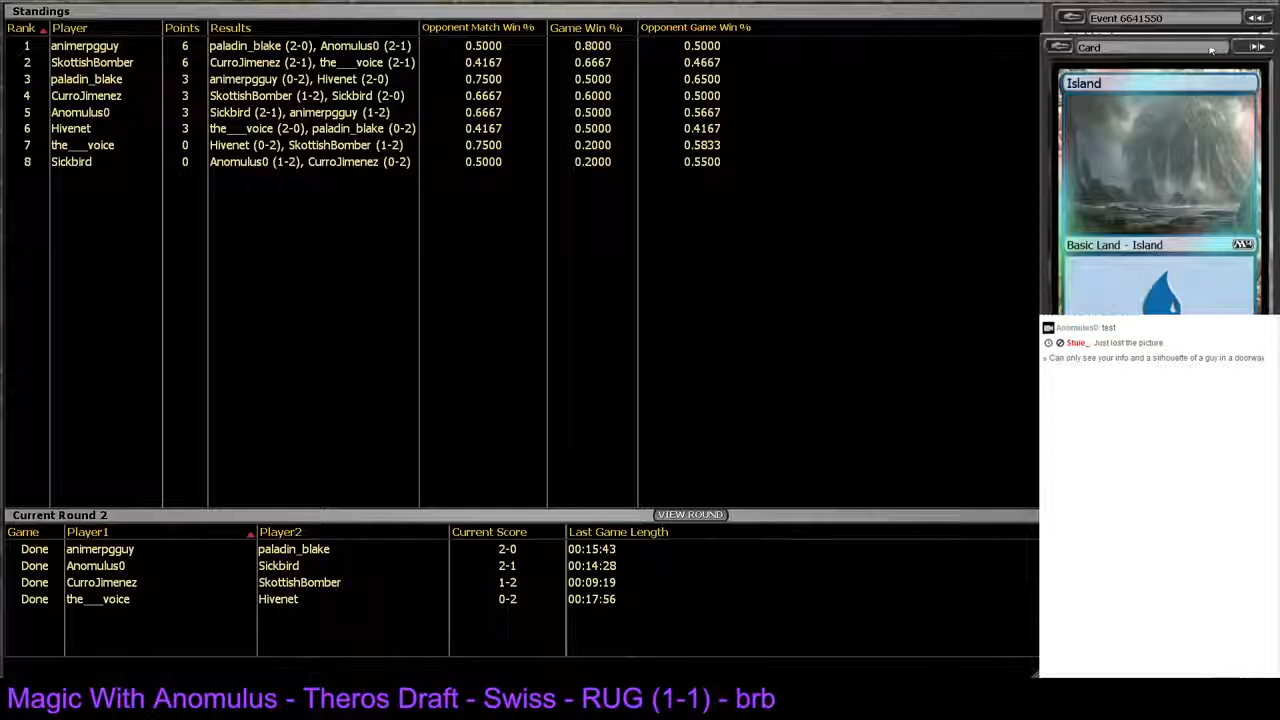 Standings
Rank Player Points Results Opponent Match Win % Game Win % Opponent Game Win %
1 animerpgguy 6 paladin_blake (2-0), Anomulus0 (2-1) 0.5000 0.8000 0.5000
2 SkottishBomber 6 CurroJimenez (2-1), the___voice (2-1) 0.4167 0.6667 0.4667
3 paladin_blake 3 animerpgguy (0-2), Hivenet (2-0) 0.7500 0.5000 0.6500
4 CurroJimenez 3 SkottishBomber (1-2), Sickbird (2-0) 0.6667 0.6000 0.5000
5 Anomulus0 3 Sickbird (2-1), animerpgguy (1-2) 0.6667 0.5000 0.5667
6 Hivenet 3 the___voice (2-0), paladin_blake (0-2) 0.4167 0.5000 0.4167
7 the___voice 0 Hivenet (0-2), SkottishBomber (1-2) 0.7500 0.2000 0.5833
8 Sickbird 0 Anomulus0 (1-2), CurroJimenez (0-2) 0.5000 0.2000 0.5500
Event 6641550
Card
Island
Basic Land - Island
M14
Anomulus0: test
Stuie_ Just lost the picture
» Can only see your info and a silhouette of a guy in a doorway
Current Round 2 VIEW ROUND
Game Player1 Player2 Current Score Last Game Length
Done animerpgguy paladin_blake 2-0 00:15:43
Done Anomulus0 Sickbird 2-1 00:14:28
Done CurroJimenez SkottishBomber 1-2 00:09:19
Done the___voice Hivenet 0-2 00:17:56
Magic With Anomulus - Theros Draft - Swiss - RUG (1-1) - brb